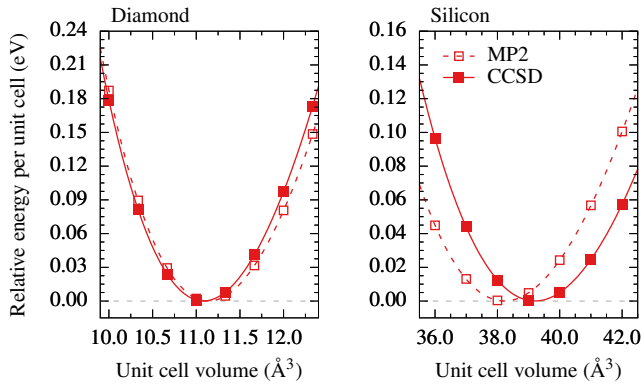 Diamond
Silicon
Relative energy per unit cell (eV)
0.24
0.21
0.18
0.15
0.12
0.09
0.06
0.03
0.00
10.0 10.5 11.0 11.5 12.0
Unit cell volume (Å³)
0.16
0.14
0.12
0.10
0.08
0.06
0.04
0.02
0.00
MP2
CCSD
36.0 38.0 40.0 42.0
Unit cell volume (Å³)